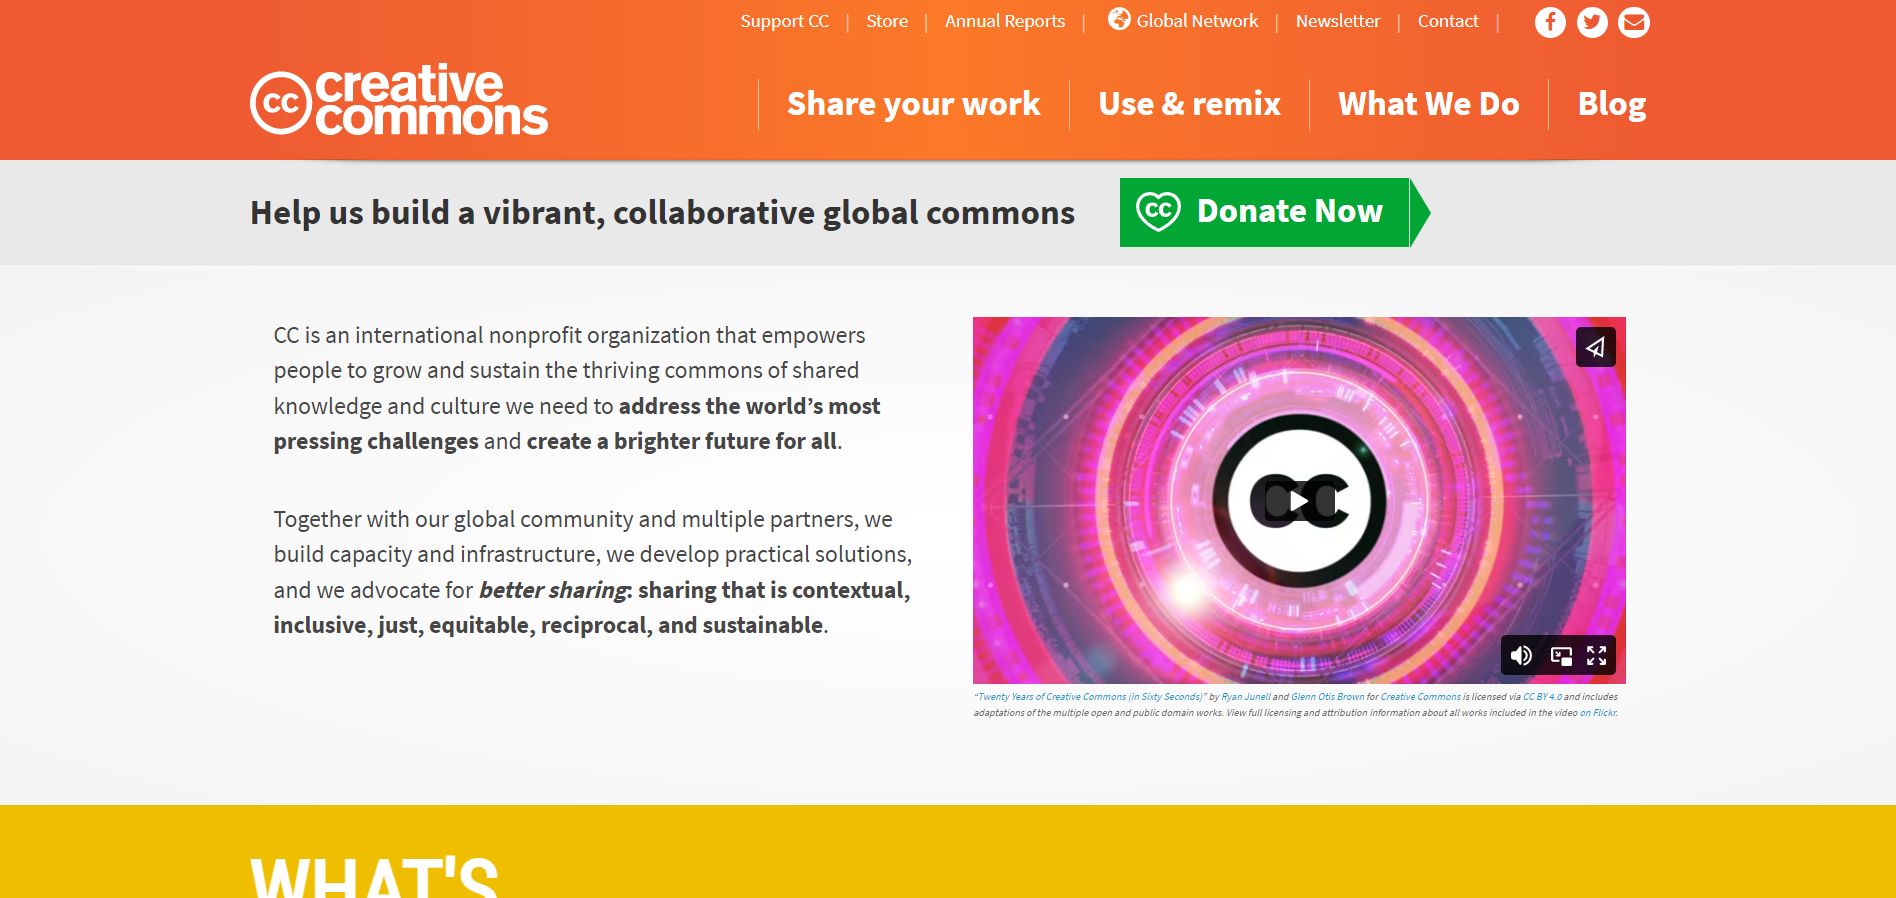 Support CC | Store | Annual Reports | Global Network | Newsletter | Contact |
cc creative
commons
Share your work
Use & remix
What We Do
Blog
Help us build a vibrant, collaborative global commons
CC Donate Now
CC is an international nonprofit organization that empowers
people to grow and sustain the thriving commons of shared
knowledge and culture we need to address the world’s most
pressing challenges and create a brighter future for all.
Together with our global community and multiple partners, we
build capacity and infrastructure, we develop practical solutions,
and we advocate for better sharing: sharing that is contextual,
inclusive, just, equitable, reciprocal, and sustainable.
CC
“Twenty Years of Creative Commons (in Sixty Seconds)” by Ryan Junell and Glenn Otis Brown for Creative Commons is licensed via CC BY 4.0 and includes
adaptations of the multiple open and public domain works. View full licensing and attribution information about all works included in the video on Flickr.
WHAT'S